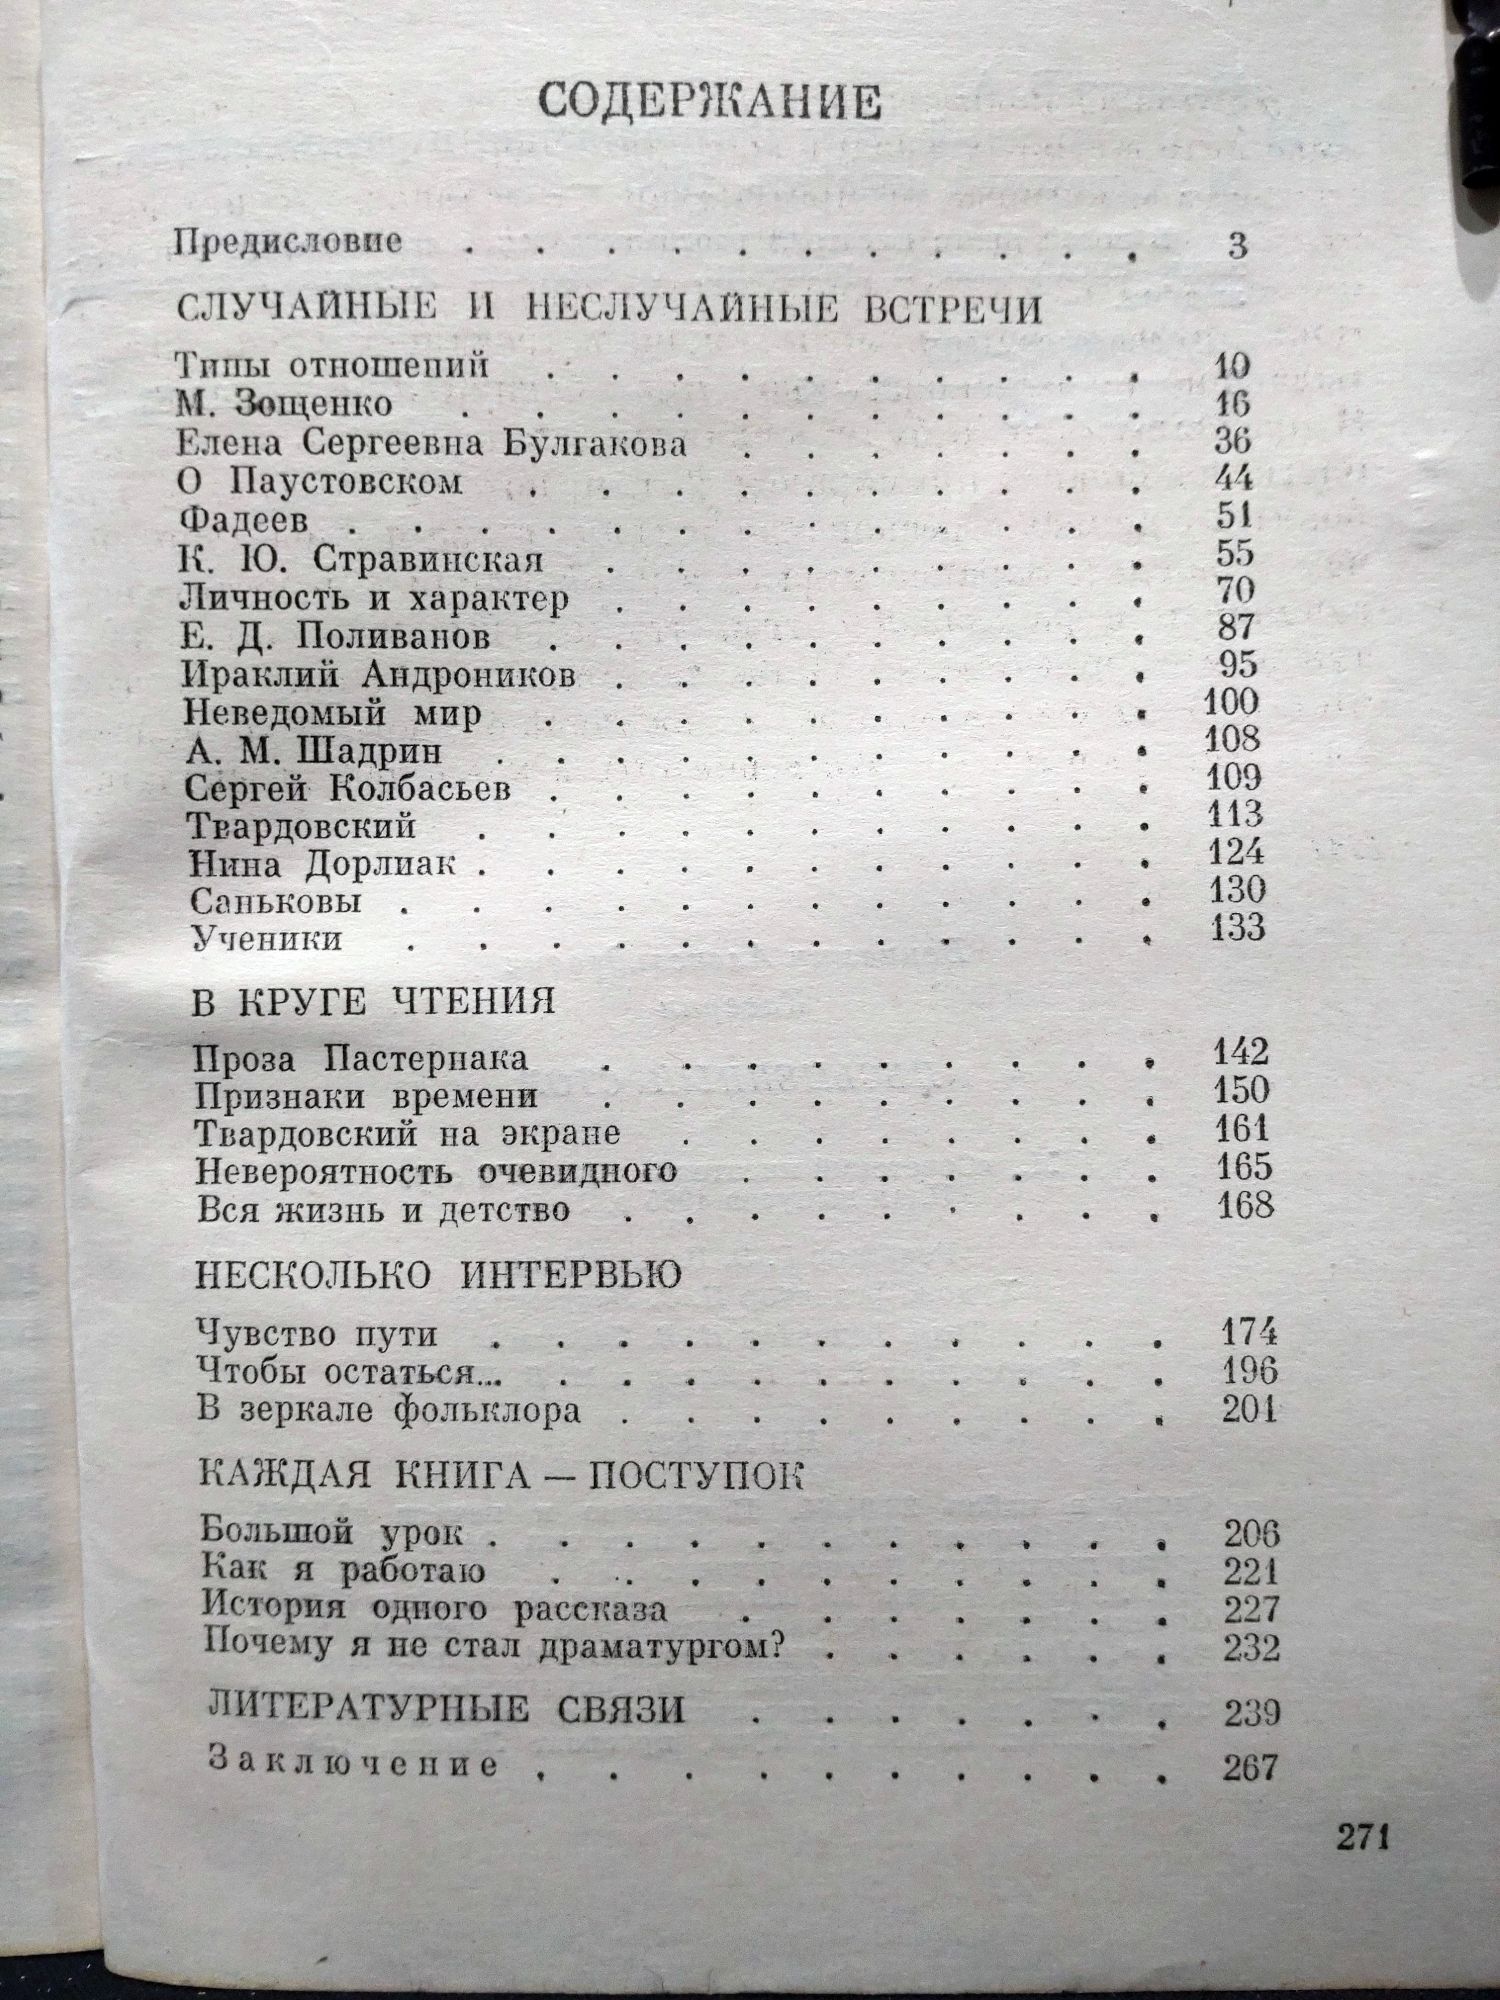 СОДЕРЖАНИЕ
Предисловие . . . . . . . . . . . 3
СЛУЧАЙНЫЕ И НЕСЛУЧАЙНЫЕ ВСТРЕЧИ
Типы отношений . . . . . . . . . . 10
М. Зощенко . . . . . . . . . . . 16
Елена Сергеевна Булгакова . . . . . . . 36
О Паустовском . . . . . . . . . . 44
Фадеев . . . . . . . . . . . . . 51
К. Ю. Стравинская . . . . . . . . . 55
Личность и характер . . . . . . . . . 70
Е. Д. Поливанов . . . . . . . . . . 87
Ираклий Андроников . . . . . . . . . 95
Неведомый мир . . . . . . . . . . 100
А. М. Шадрин . . . . . . . . . . . 108
Сергей Колбасьев . . . . . . . . . . 109
Твардовский . . . . . . . . . . . 113
Нина Дорлиак . . . . . . . . . . . 124
Саньковы . . . . . . . . . . . . 130
Ученики . . . . . . . . . . . . 133
В КРУГЕ ЧТЕНИЯ
Проза Пастернака . . . . . . . . . 142
Признаки времени . . . . . . . . . 150
Твардовский на экране . . . . . . . . 161
Невероятность очевидного . . . . . . . 165
Вся жизнь и детство . . . . . . . . . 168
НЕСКОЛЬКО ИНТЕРВЬЮ
Чувство пути . . . . . . . . . . . 174
Чтобы остаться... . . . . . . . . . . 196
В зеркале фольклора . . . . . . . . . 201
КАЖДАЯ КНИГА — ПОСТУПОК
Большой урок . . . . . . . . . . . 206
Как я работаю . . . . . . . . . . 221
История одного рассказа . . . . . . . 227
Почему я не стал драматургом? . . . . . . 232
ЛИТЕРАТУРНЫЕ СВЯЗИ . . . . . . . 239
Заключение . . . . . . . . . . 267
271